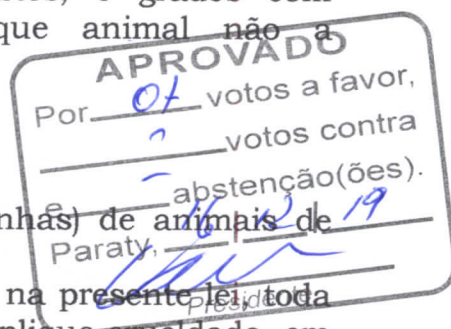 que animal não a
APROVADO
Por 07 votos a favor,
votos contra
e - abstenção(ões).
nhas) de animais de
Paraty, 16 12 19
na presente lei, toda
Presidente